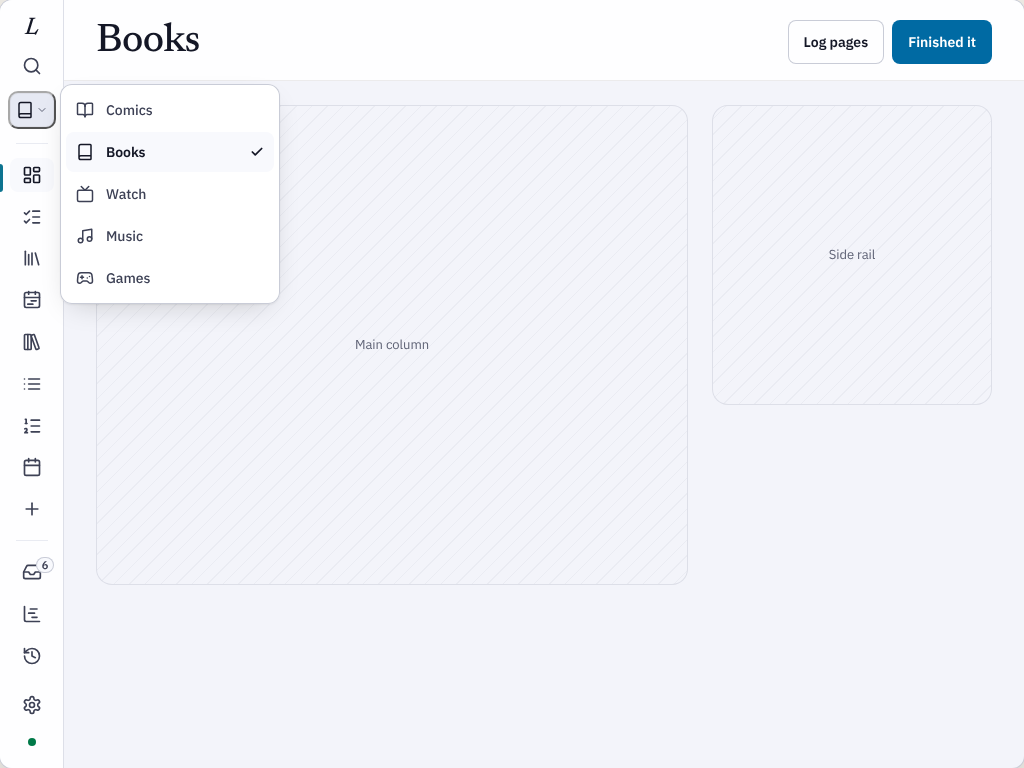 L
Books
Log pages
Finished it
Comics
Books
Watch
Music
Games
Main column
Side rail
6